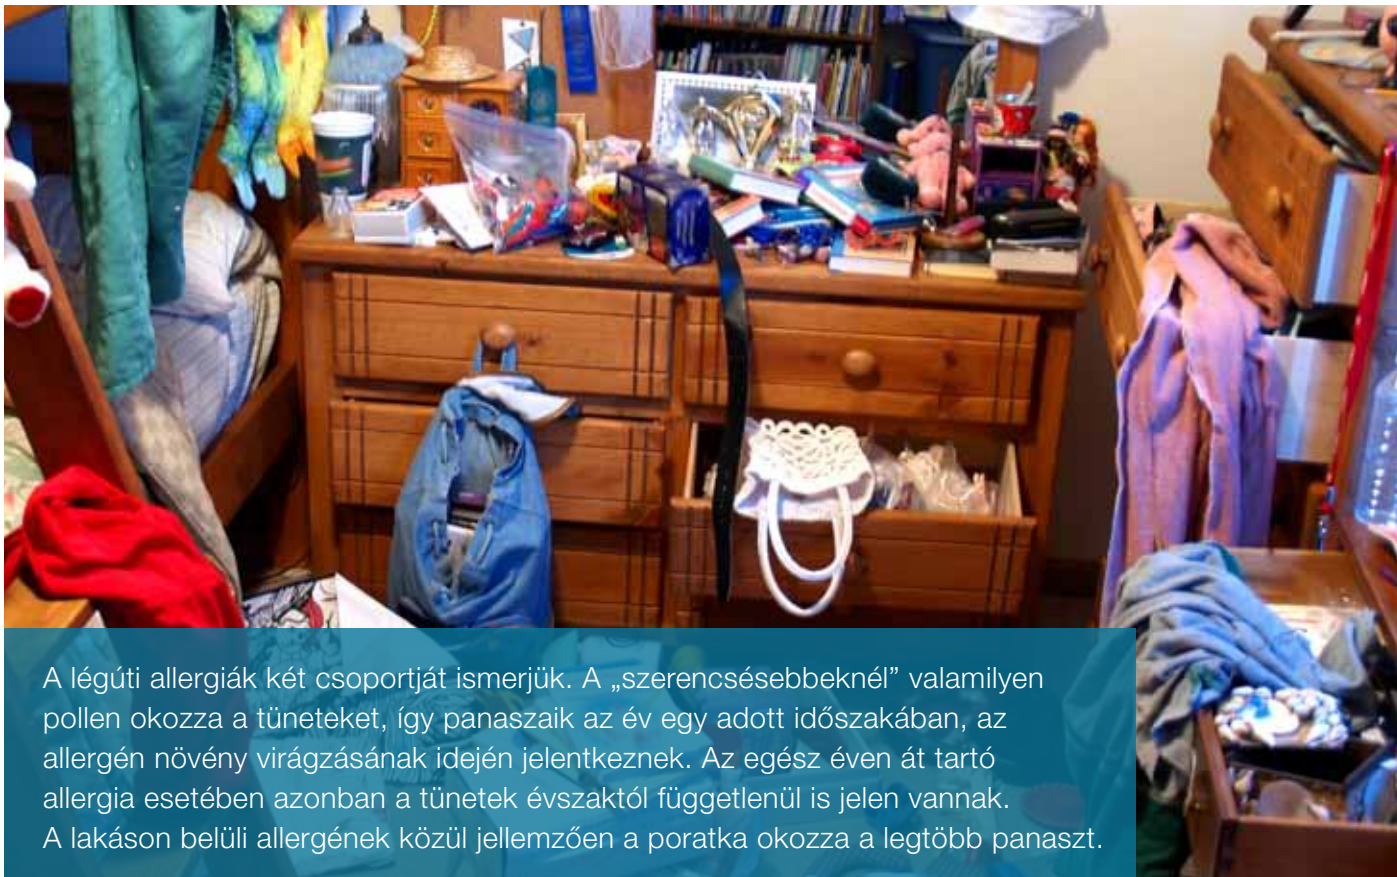 A légúti allergiák két csoportját ismerjük. A „szerencsésebbeknél” valamilyen
pollen okozza a tüneteket, így panaszaik az év egy adott időszakában, az
allergén növény virágzásának idején jelentkeznek. Az egész éven át tartó
allergia esetében azonban a tünetek évszaktól függetlenül is jelen vannak.
A lakáson belüli allergének közül jellemzően a poratka okozza a legtöbb panaszt.